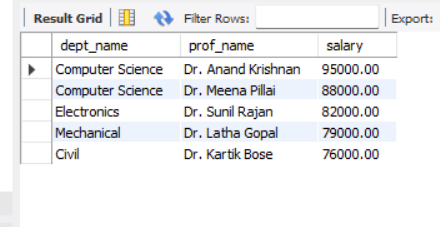 Result Grid Filter Rows: Export:
dept_name prof_name salary
Computer Science Dr. Anand Krishnan 95000.00
Computer Science Dr. Meena Pillai 88000.00
Electronics Dr. Sunil Rajan 82000.00
Mechanical Dr. Latha Gopal 79000.00
Civil Dr. Kartik Bose 76000.00